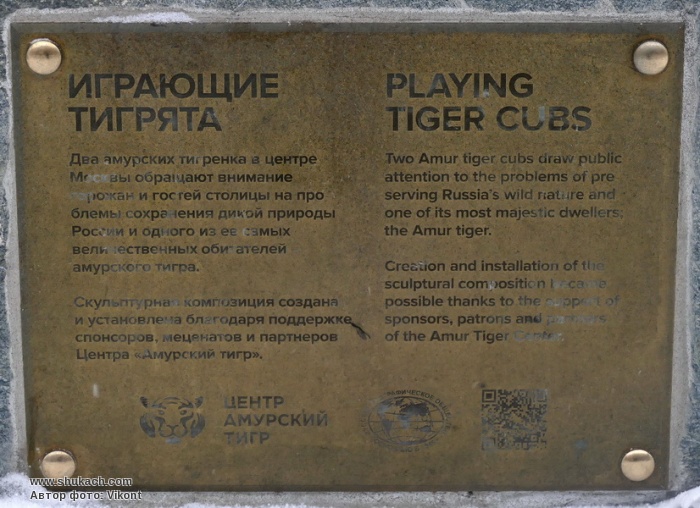 ИГРАЮЩИЕ
ТИГРЯТА
Два амурских тигренка в центре
Москвы обращают внимание
горожан и гостей столицы на про
блемы сохранения дикой природы
России и одного из ее самых
величественных обитателей
амурского тигра.
Скульптурная композиция создана
и установлена благодаря поддержке
спонсоров, меценатов и партнеров
Центра «Амурский тигр».
PLAYING
TIGER CUBS
Two Amur tiger cubs draw public
attention to the problems of pre
serving Russia's wild nature and
one of its most majestic dwellers:
the Amur tiger.
Creation and installation of the
sculptural composition became
possible thanks to the support of
sponsors, patrons and partners
of the Amur Tiger Center.
ЦЕНТР
АМУРСКИЙ
ТИГР
www.shukach.com
Автор фото: Vikont